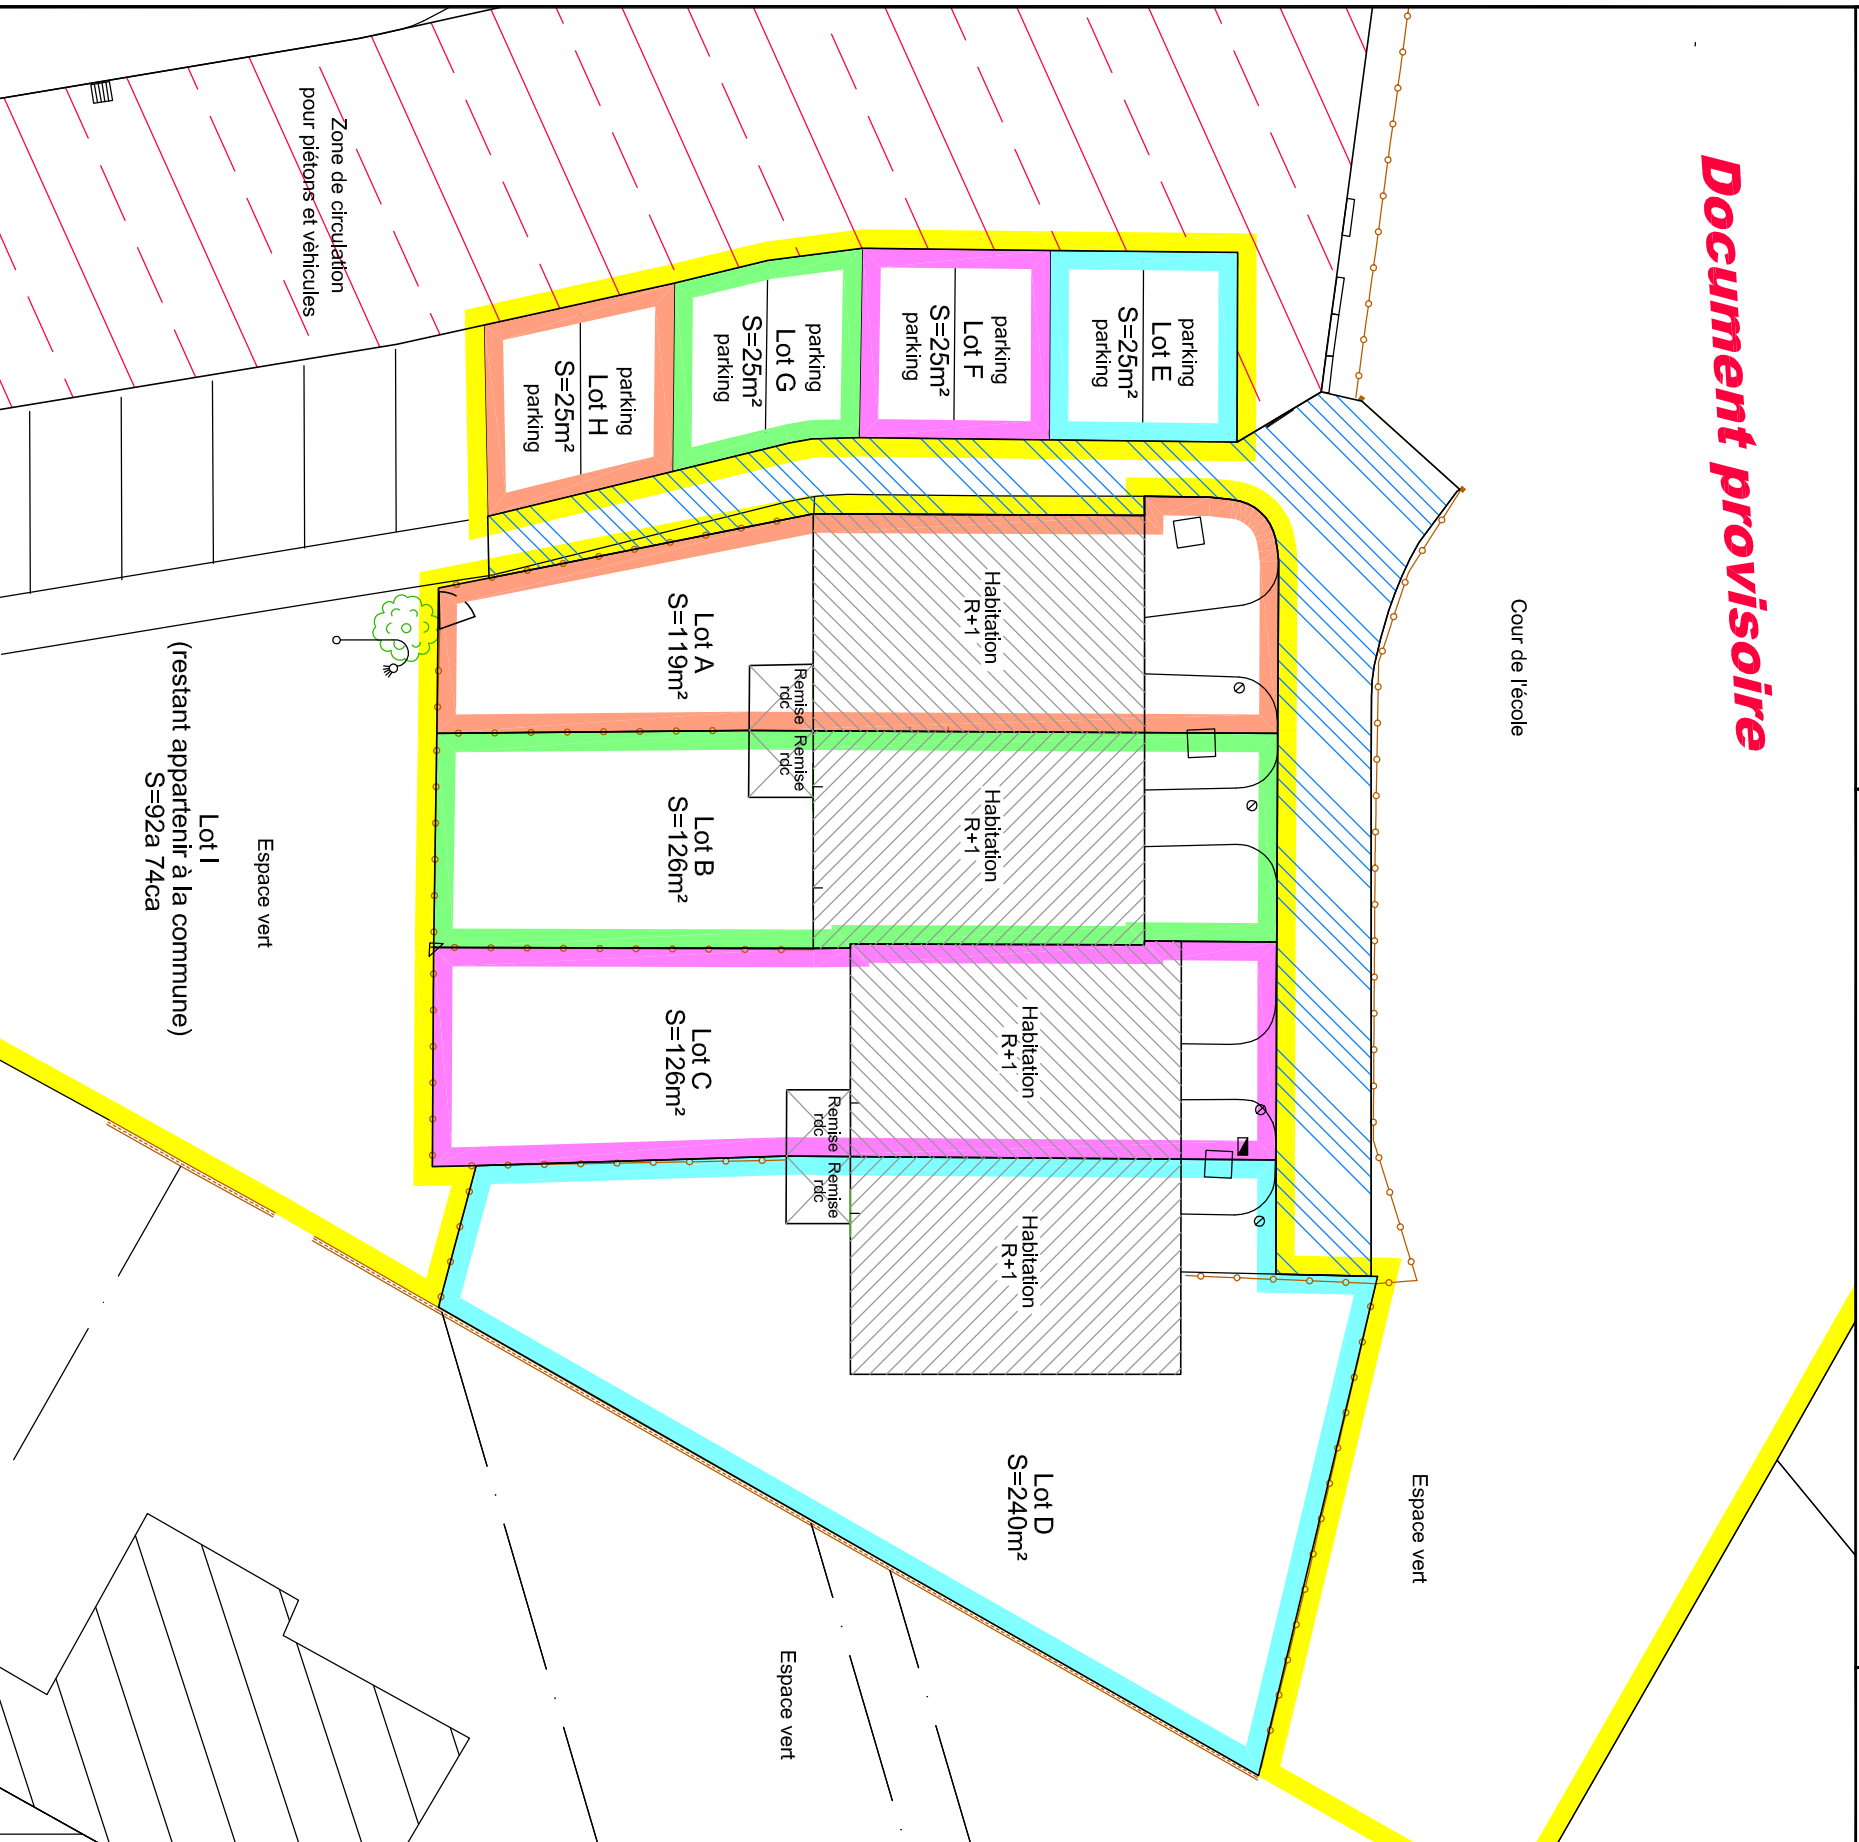 Document provisoire
Cour de l'école
Espace vert
Zone de circulation
pour piétons et vèhicules
parking
Lot E
S=25m²
parking
parking
Lot F
S=25m²
parking
parking
Lot G
S=25m²
parking
parking
Lot H
S=25m²
parking
Habitation
R+1
Habitation
R+1
Habitation
R+1
Habitation
R+1
Remise
rdc
Remise
rdc
Remise
rdc
Remise
rdc
Lot A
S=119m²
Lot B
S=126m²
Lot C
S=126m²
Lot D
S=240m²
Espace vert
Espace vert
Lot I
(restant appartenir à la commune)
S=92a 74ca